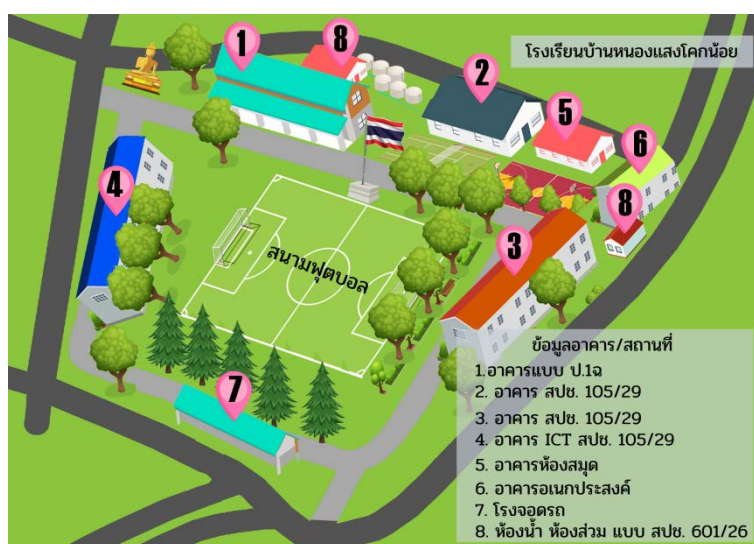 โรงเรียนบ้านหนองแสงโคกน้อย
1
8
2
5
6
4
8
3
สนามฟุตบอล
7
ข้อมูลอาคาร/สถานที่
1.อาคารแบบ ป.1ฉ
2. อาคาร สปช. 105/29
3. อาคาร สปช. 105/29
4. อาคาร ICT สปช. 105/29
5. อาคารห้องสมุด
6. อาคารอเนกประสงค์
7. โรงจอดรถ
8. ห้องน้ำ ห้องส่วม แบบ สปช. 601/26